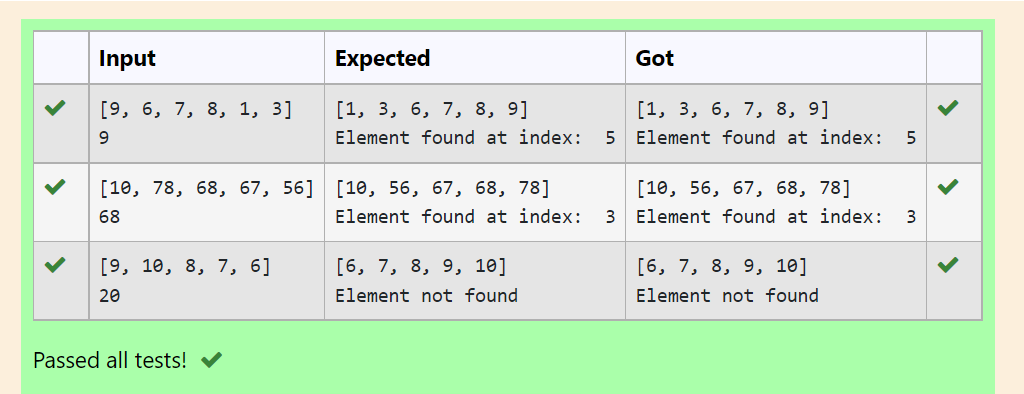 Input Expected Got
[9, 6, 7, 8, 1, 3] [1, 3, 6, 7, 8, 9] [1, 3, 6, 7, 8, 9]
9 Element found at index:  5 Element found at index:  5
[10, 78, 68, 67, 56] [10, 56, 67, 68, 78] [10, 56, 67, 68, 78]
68 Element found at index:  3 Element found at index:  3
[9, 10, 8, 7, 6] [6, 7, 8, 9, 10] [6, 7, 8, 9, 10]
20 Element not found Element not found
Passed all tests!